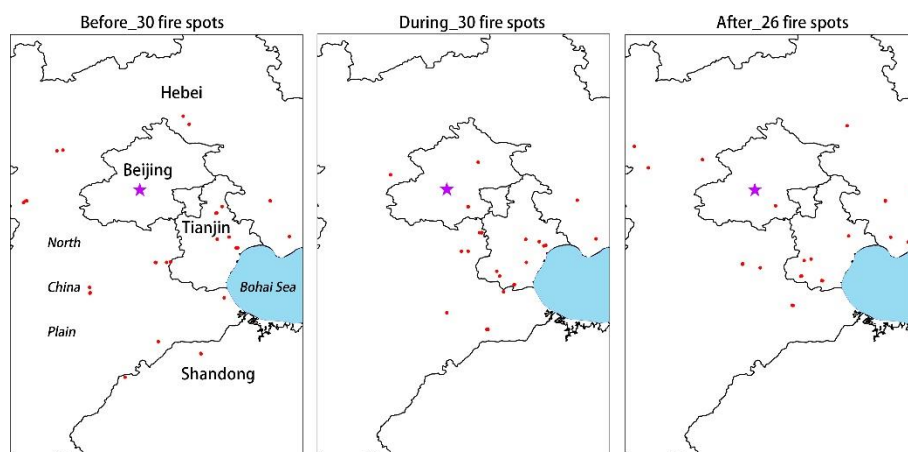 Before_30 fire spots
During_30 fire spots
After_26 fire spots
Hebei
Beijing
Tianjin
North
China
Bohai Sea
Plain
Shandong